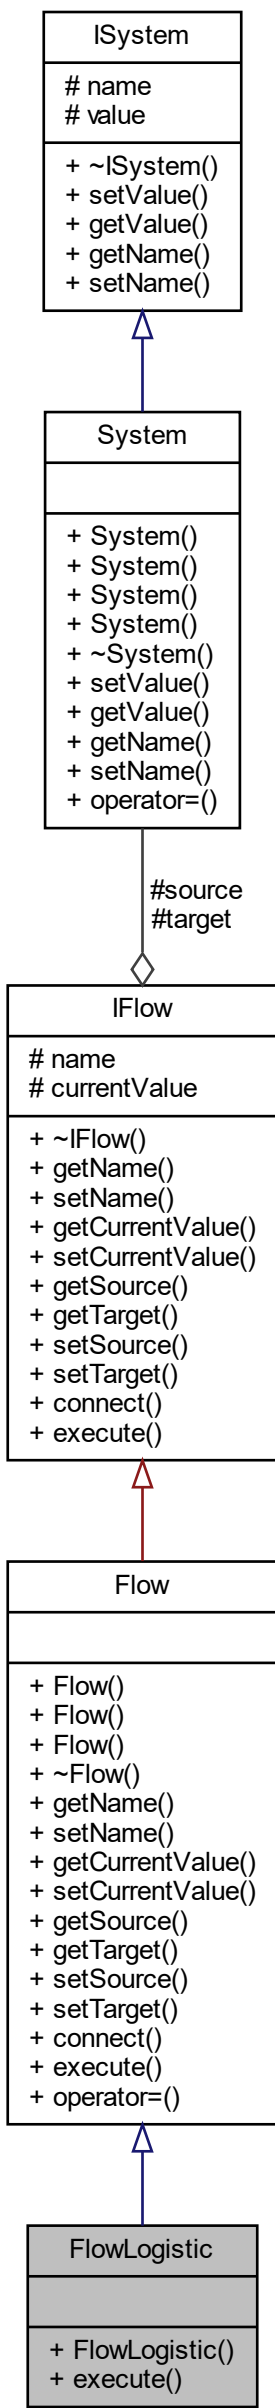 ISystem
# name
# value
+ ~ISystem()
+ setValue()
+ getValue()
+ getName()
+ setName()
System
+ System()
+ System()
+ System()
+ System()
+ ~System()
+ setValue()
+ getValue()
+ getName()
+ setName()
+ operator=()
#source
#target
IFlow
# name
# currentValue
+ ~IFlow()
+ getName()
+ setName()
+ getCurrentValue()
+ setCurrentValue()
+ getSource()
+ getTarget()
+ setSource()
+ setTarget()
+ connect()
+ execute()
Flow
+ Flow()
+ Flow()
+ Flow()
+ ~Flow()
+ getName()
+ setName()
+ getCurrentValue()
+ setCurrentValue()
+ getSource()
+ getTarget()
+ setSource()
+ setTarget()
+ connect()
+ execute()
+ operator=()
FlowLogistic
+ FlowLogistic()
+ execute()